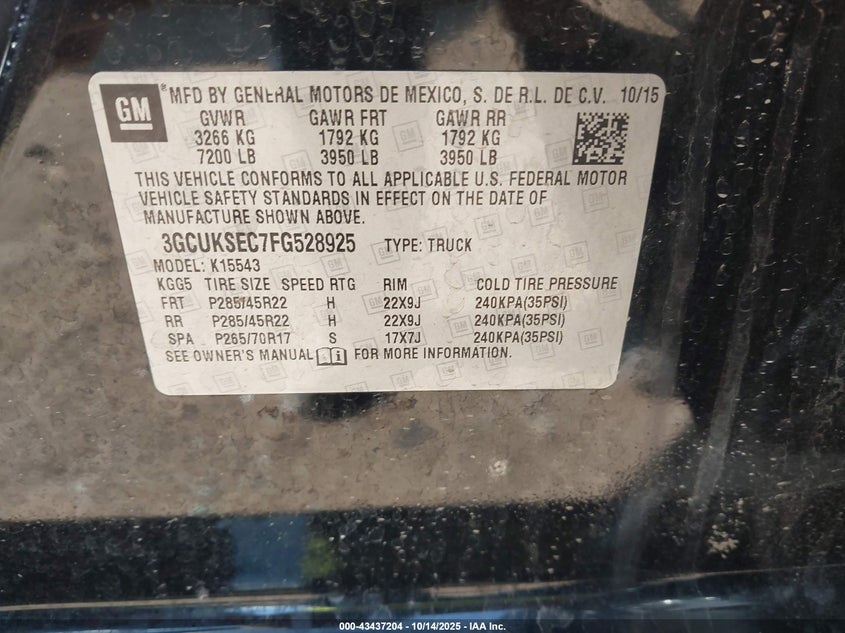 GM ® MFD BY GENERAL MOTORS DE MEXICO, S. DE R.L. DE C.V. 10/15
GVWR GAWR FRT GAWR RR
3266 KG 1792 KG 1792 KG
7200 LB 3950 LB 3950 LB
THIS VEHICLE CONFORMS TO ALL APPLICABLE U.S. FEDERAL MOTOR
VEHICLE SAFETY STANDARDS IN EFFECT ON THE DATE OF
MANUFACTURE SHOWN ABOVE.
3GCUKSEC7FG528925 TYPE: TRUCK
MODEL: K15543
KGG5 TIRE SIZE SPEED RTG RIM COLD TIRE PRESSURE
FRT P285/45R22 H 22X9J 240KPA(35PSI)
RR P285/45R22 H 22X9J 240KPA(35PSI)
SPA P265/70R17 S 17X7J 240KPA(35PSI)
SEE OWNER'S MANUAL FOR MORE INFORMATION.
000-43437204 - 10/14/2025 - IAA Inc.